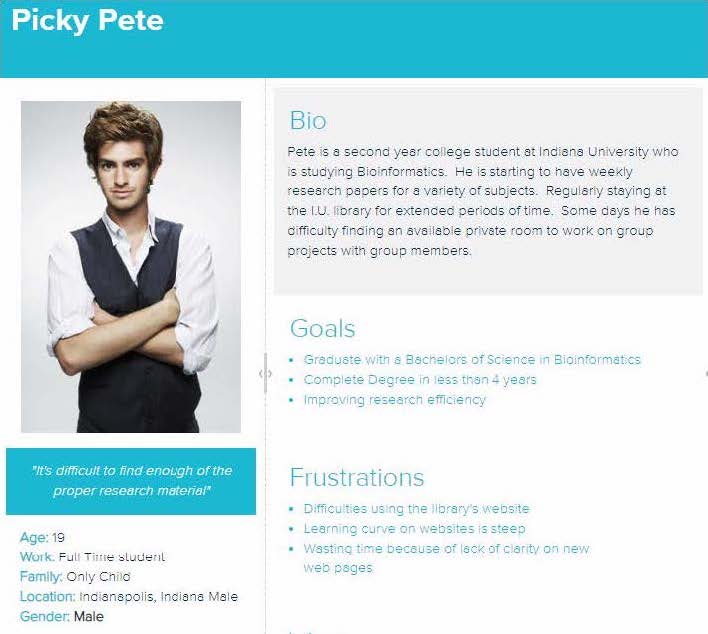 Picky Pete
"It's difficult to find enough of the
proper research material"
Age: 19
Work: Full Time student
Family: Only Child
Location: Indianapolis, Indiana Male
Gender: Male
Bio
Pete is a second year college student at Indiana University who
is studying Bioinformatics. He is starting to have weekly
research papers for a variety of subjects. Regularly staying at
the I.U. library for extended periods of time. Some days he has
difficulty finding an available private room to work on group
projects with group members.
Goals
• Graduate with a Bachelors of Science in Bioinformatics
• Complete Degree in less than 4 years
• Improving research efficiency
Frustrations
• Difficulties using the library's website
• Learning curve on websites is steep
• Wasting time because of lack of clarity on new
web pages